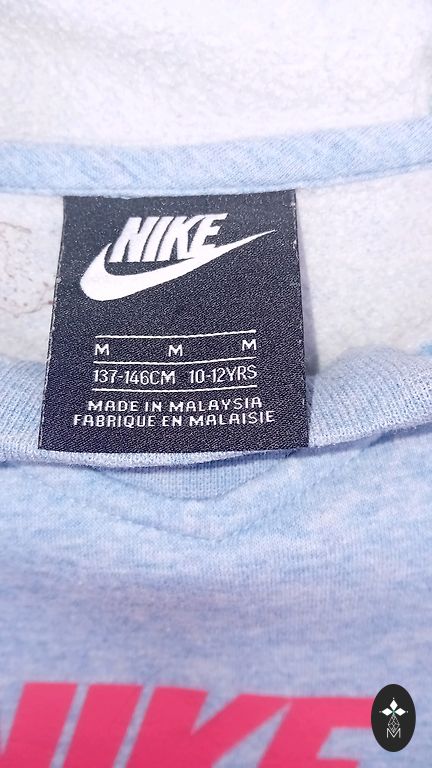 NIKE
M M M
137-146CM 10-12YRS
MADE IN MALAYSIA
FABRIQUE EN MALAISIE
NIKE
M